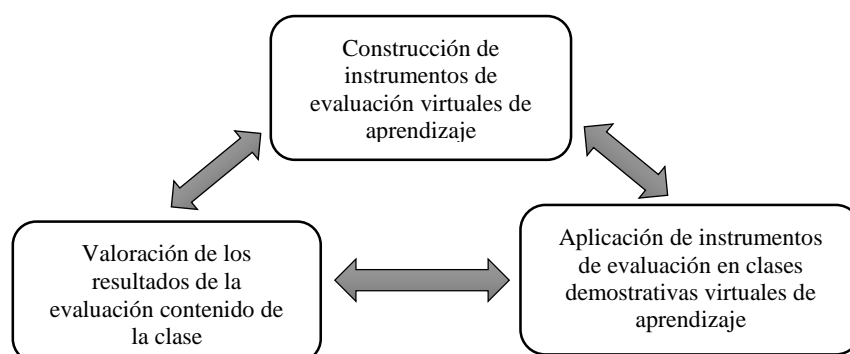 Construcción de
instrumentos de
evaluación virtuales de
aprendizaje
Valoración de los
resultados de la
evaluación contenido de
la clase
Aplicación de instrumentos
de evaluación en clases
demostrativas virtuales de
aprendizaje